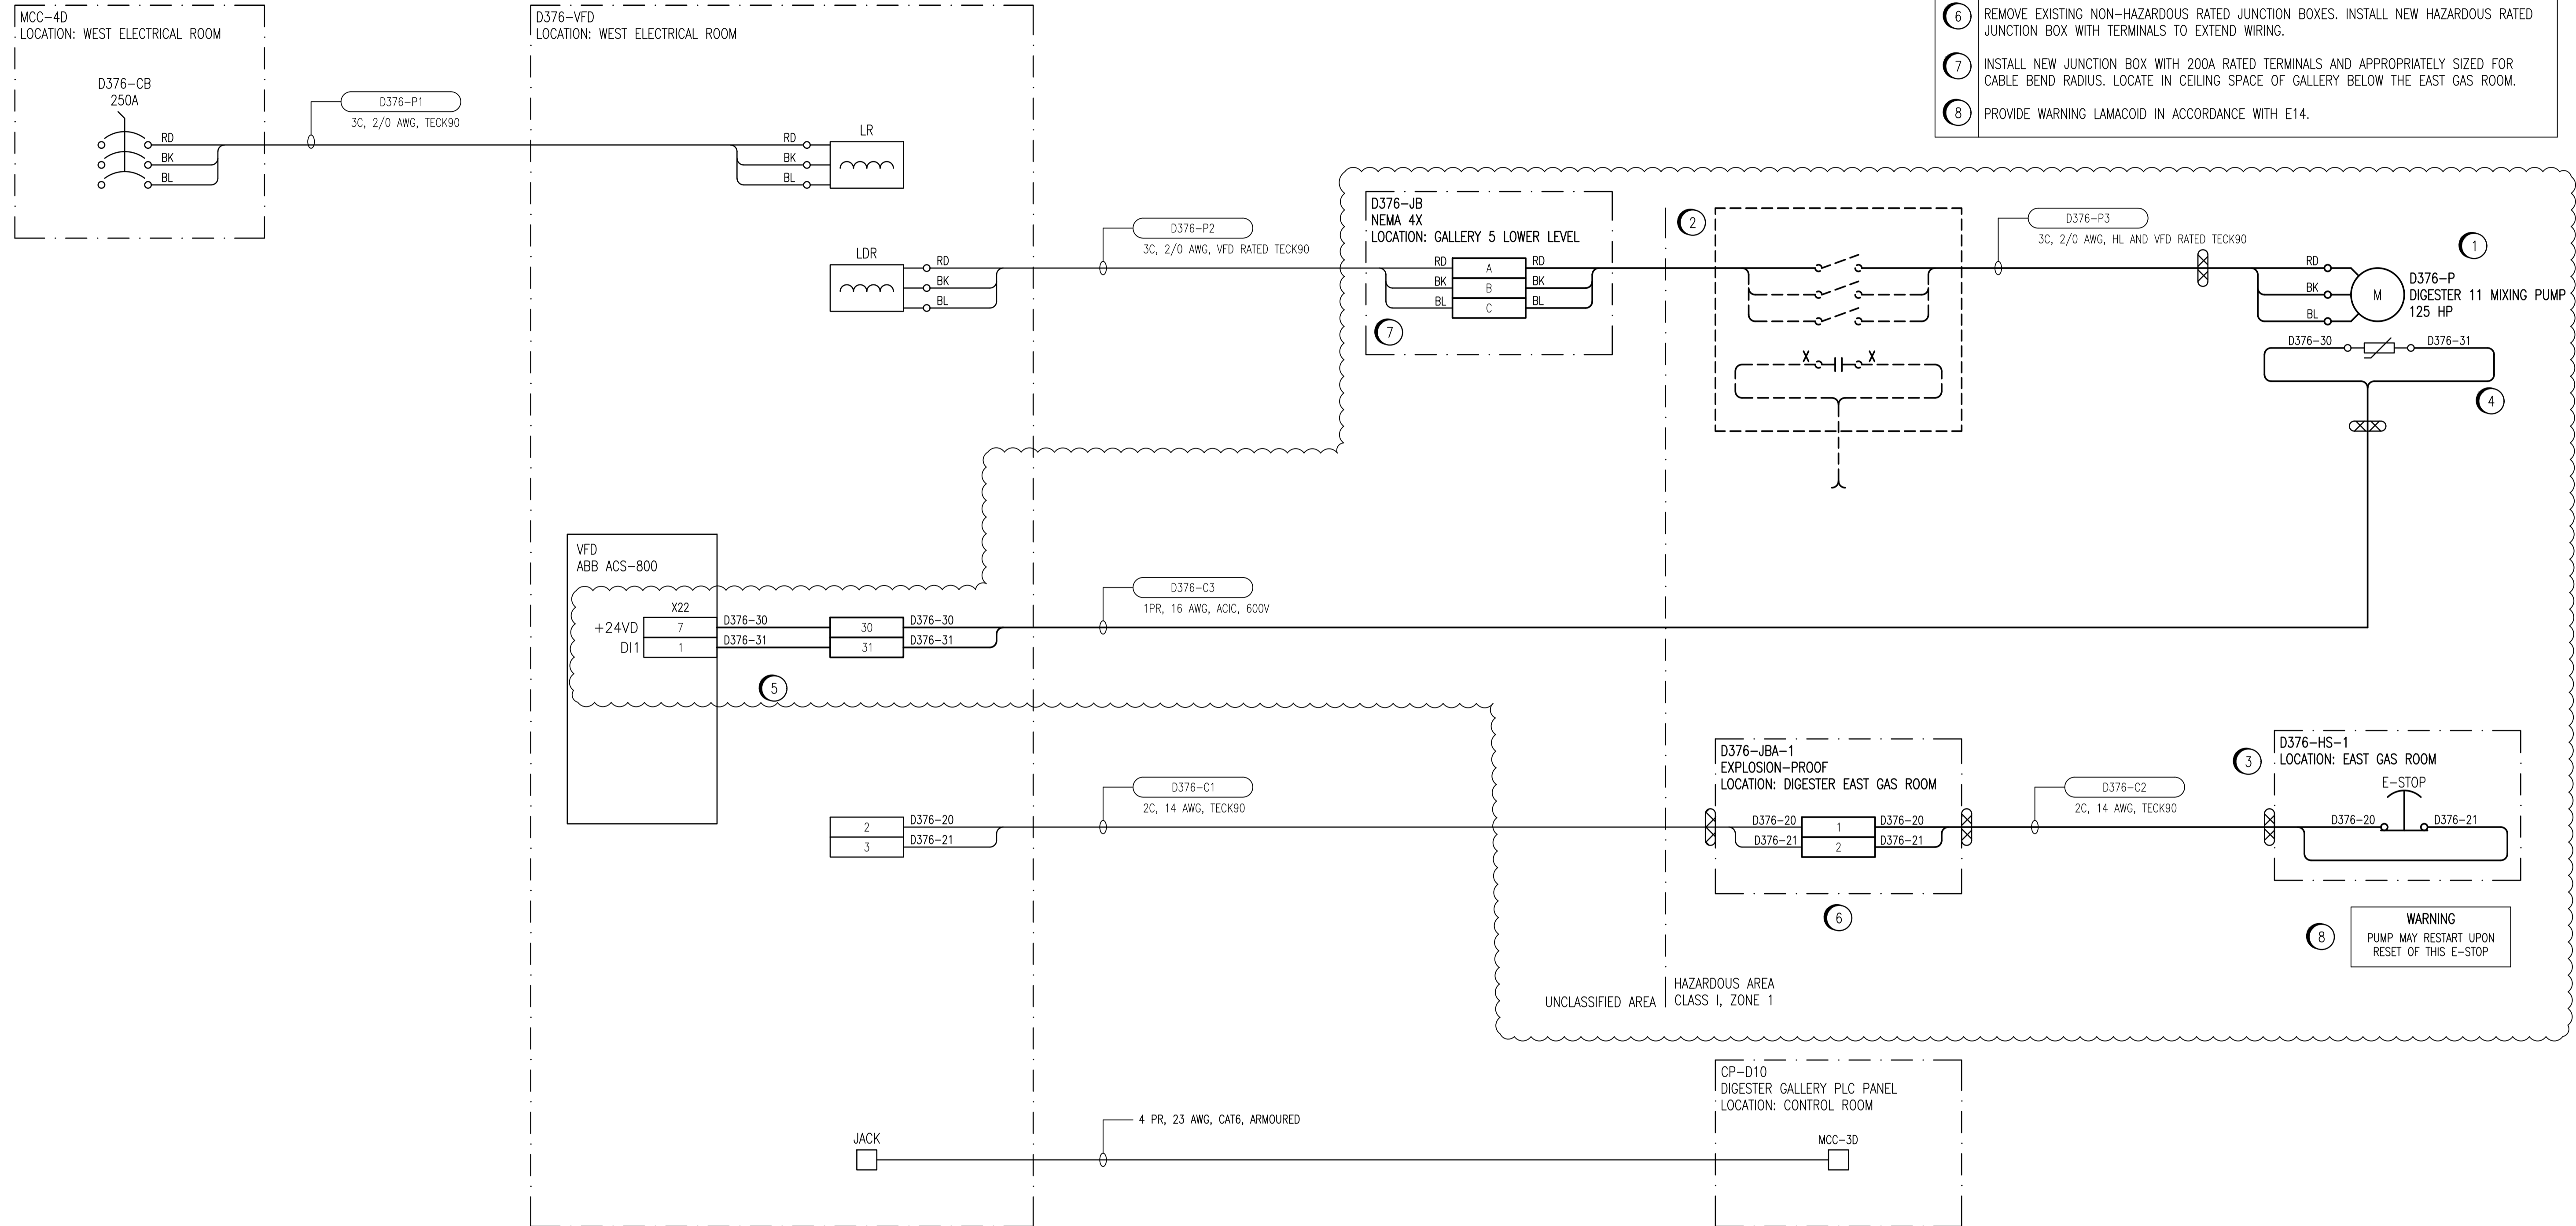 MCC-4D
LOCATION: WEST ELECTRICAL ROOM
D376-CB
250A
RD
BK
BL
D376-P1
3C, 2/0 AWG, TECK90
D376-VFD
LOCATION: WEST ELECTRICAL ROOM
RD
BK
BL
LR
LDR
RD
BK
BL
D376-P2
3C, 2/0 AWG, VFD RATED TECK90
6
REMOVE EXISTING NON-HAZARDOUS RATED JUNCTION BOXES. INSTALL NEW HAZARDOUS RATED
JUNCTION BOX WITH TERMINALS TO EXTEND WIRING.
7
INSTALL NEW JUNCTION BOX WITH 200A RATED TERMINALS AND APPROPRIATELY SIZED FOR
CABLE BEND RADIUS. LOCATE IN CEILING SPACE OF GALLERY BELOW THE EAST GAS ROOM.
8
PROVIDE WARNING LAMACOID IN ACCORDANCE WITH E14.
D376-JB
NEMA 4X
LOCATION: GALLERY 5 LOWER LEVEL
RD A RD
BK B BK
BL C BL
7
2
X X
D376-P3
3C, 2/0 AWG, HL AND VFD RATED TECK90
1
RD
BK
BL
M
D376-P
DIGESTER 11 MIXING PUMP
125 HP
D376-30 D376-31
4
VFD
ABB ACS-800
X22
+24VD 7 D376-30 30 D376-30
DI1 1 D376-31 31 D376-31
5
D376-C3
1PR, 16 AWG, ACIC, 600V
2 D376-20
3 D376-21
D376-C1
2C, 14 AWG, TECK90
D376-JBA-1
EXPLOSION-PROOF
LOCATION: DIGESTER EAST GAS ROOM
D376-20 1 D376-20
D376-21 2 D376-21
6
D376-C2
2C, 14 AWG, TECK90
3
D376-HS-1
LOCATION: EAST GAS ROOM
E-STOP
D376-20 D376-21
8
WARNING
PUMP MAY RESTART UPON
RESET OF THIS E-STOP
UNCLASSIFIED AREA
HAZARDOUS AREA
CLASS I, ZONE 1
JACK
4 PR, 23 AWG, CAT6, ARMOURED
CP-D10
DIGESTER GALLERY PLC PANEL
LOCATION: CONTROL ROOM
MCC-3D